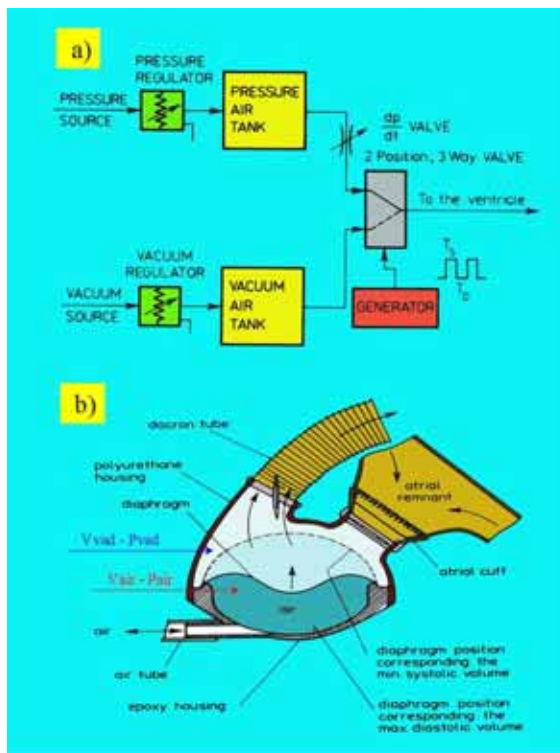 a)
PRESSURE
REGULATOR
PRESSURE
SOURCE
PRESSURE
AIR
TANK
dp
dt
VALVE
2 Position, 3 Way VALVE
To the ventricle
T_S
T_D
VACUUM
REGULATOR
VACUUM
SOURCE
VACUUM
AIR
TANK
GENERATOR
b)
dacron tube
polyurethane
housing
diaphragm
atrial
remnant
Vvad - Pvad
Vair - Pair
atrial cuff
air
air
air tube
epoxy housing
diaphragm position
corresponding the
min. systolic volume
diaphragm position
corresponding the
max. diastolic volume